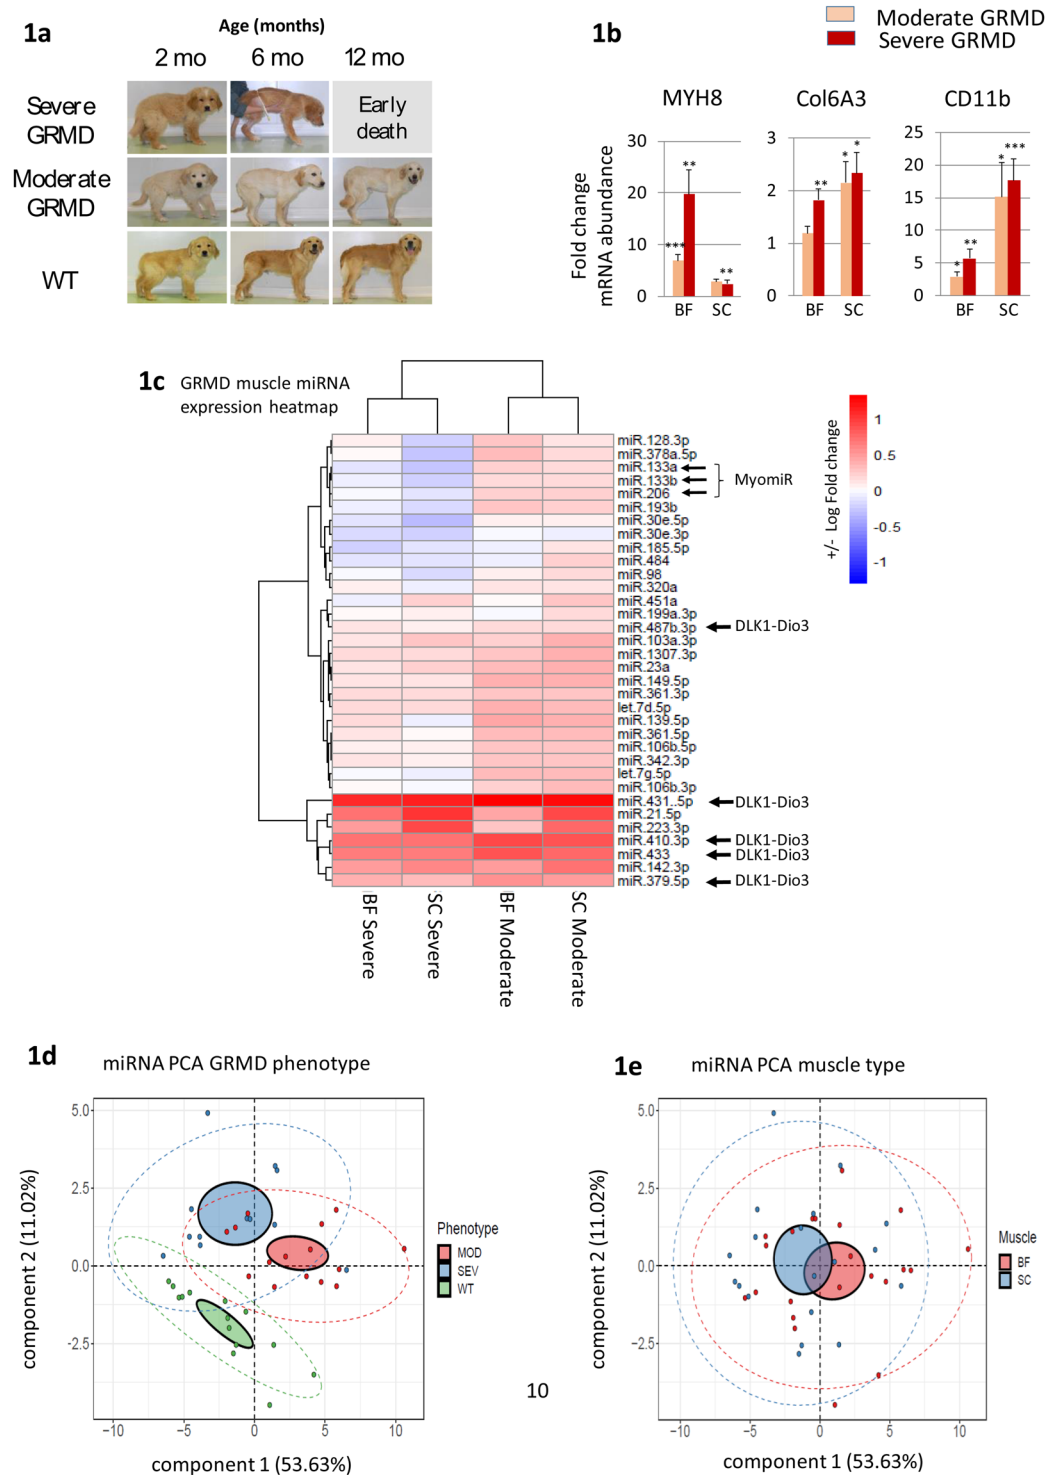 1a
Age (months)
2 mo 6 mo 12 mo
Severe
GRMD
Early
death
Moderate
GRMD
WT
1b
Moderate GRMD
Severe GRMD
MYH8
Col6A3
CD11b
Fold change
mRNA abundance
30
20
10
0
***
**
**
BF SC
3
2
1
0
**
*
*
BF SC
25
20
15
10
5
0
*
**
*
***
BF SC
1c
GRMD muscle miRNA
expression heatmap
miR.128.3p
miR.378a.5p
miR.133a
miR.133b
miR.206
MyomiR
miR.193b
miR.30e.5p
miR.30e.3p
miR.185.5p
miR.484
miR.98
miR.320a
miR.451a
miR.199a.3p
miR.487b.3p DLK1-Dio3
miR.103a.3p
miR.1307.3p
miR.23a
miR.149.5p
miR.361.3p
let.7d.5p
miR.139.5p
miR.361.5p
miR.106b.5p
miR.342.3p
let.7g.5p
miR.106b.3p
miR.431..5p DLK1-Dio3
miR.21.5p
miR.223.3p
miR.410.3p DLK1-Dio3
miR.433 DLK1-Dio3
miR.142.3p
miR.379.5p DLK1-Dio3
BF Severe
SC Severe
BF Moderate
SC Moderate
+/- Log Fold change
1
0.5
0
-0.5
-1
1d
miRNA PCA GRMD phenotype
component 2 (11.02%)
5.0
2.5
0.0
−2.5
−10 −5 0 5 10
component 1 (53.63%)
Phenotype
MOD
SEV
WT
10
1e
miRNA PCA muscle type
component 2 (11.02%)
5.0
2.5
0.0
−2.5
−10 −5 0 5 10
component 1 (53.63%)
Muscle
BF
SC